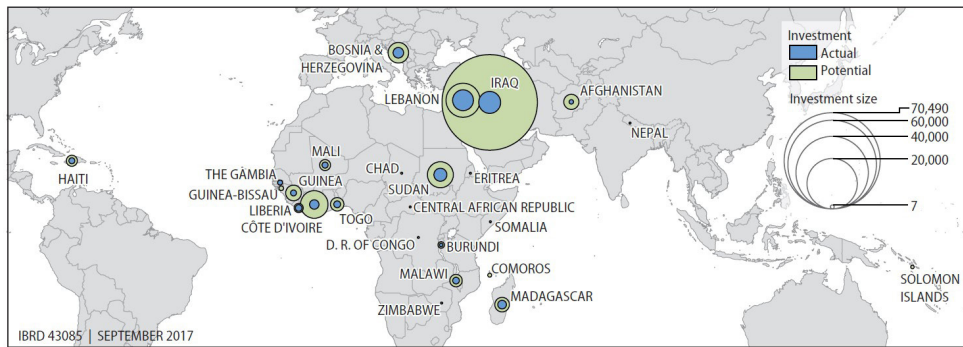 Investment
Actual
Potential
Investment size
70,490
60,000
40,000
20,000
7
BOSNIA &
HERZEGOVINA
IRAQ
LEBANON
AFGHANISTAN
NEPAL
HAITI
MALI
THE GÂMBIA
GUINEA
GUINEA-BISSAU
LIBERIA
CÔTE D'IVOIRE
TOGO
CHAD
SUDAN
ERITREA
CENTRAL AFRICAN REPUBLIC
SOMALIA
D. R. OF CONGO
BURUNDI
MALAWI
COMOROS
ZIMBABWE
MADAGASCAR
SOLOMON
ISLANDS
IBRD 43085 | SEPTEMBER 2017